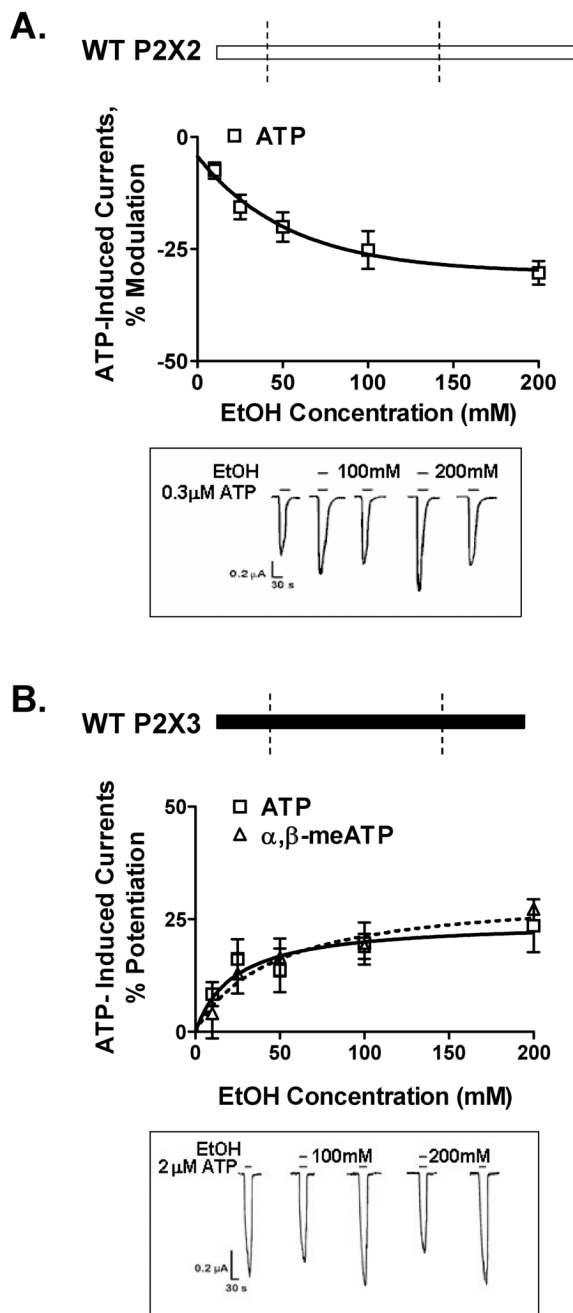 A.
WT P2X2
ATP-Induced Currents,
% Modulation
0
-25
-50
ATP
0 50 100 150 200
EtOH Concentration (mM)
EtOH – 100mM – 200mM
0.3µM ATP
0.2 µA
30 s
B.
WT P2X3
ATP- Induced Currents
% Potentiation
50
25
0
ATP
α,β-meATP
0 50 100 150 200
EtOH Concentration (mM)
EtOH –100mM –200mM
2 µM ATP
0.2 µA
30 s